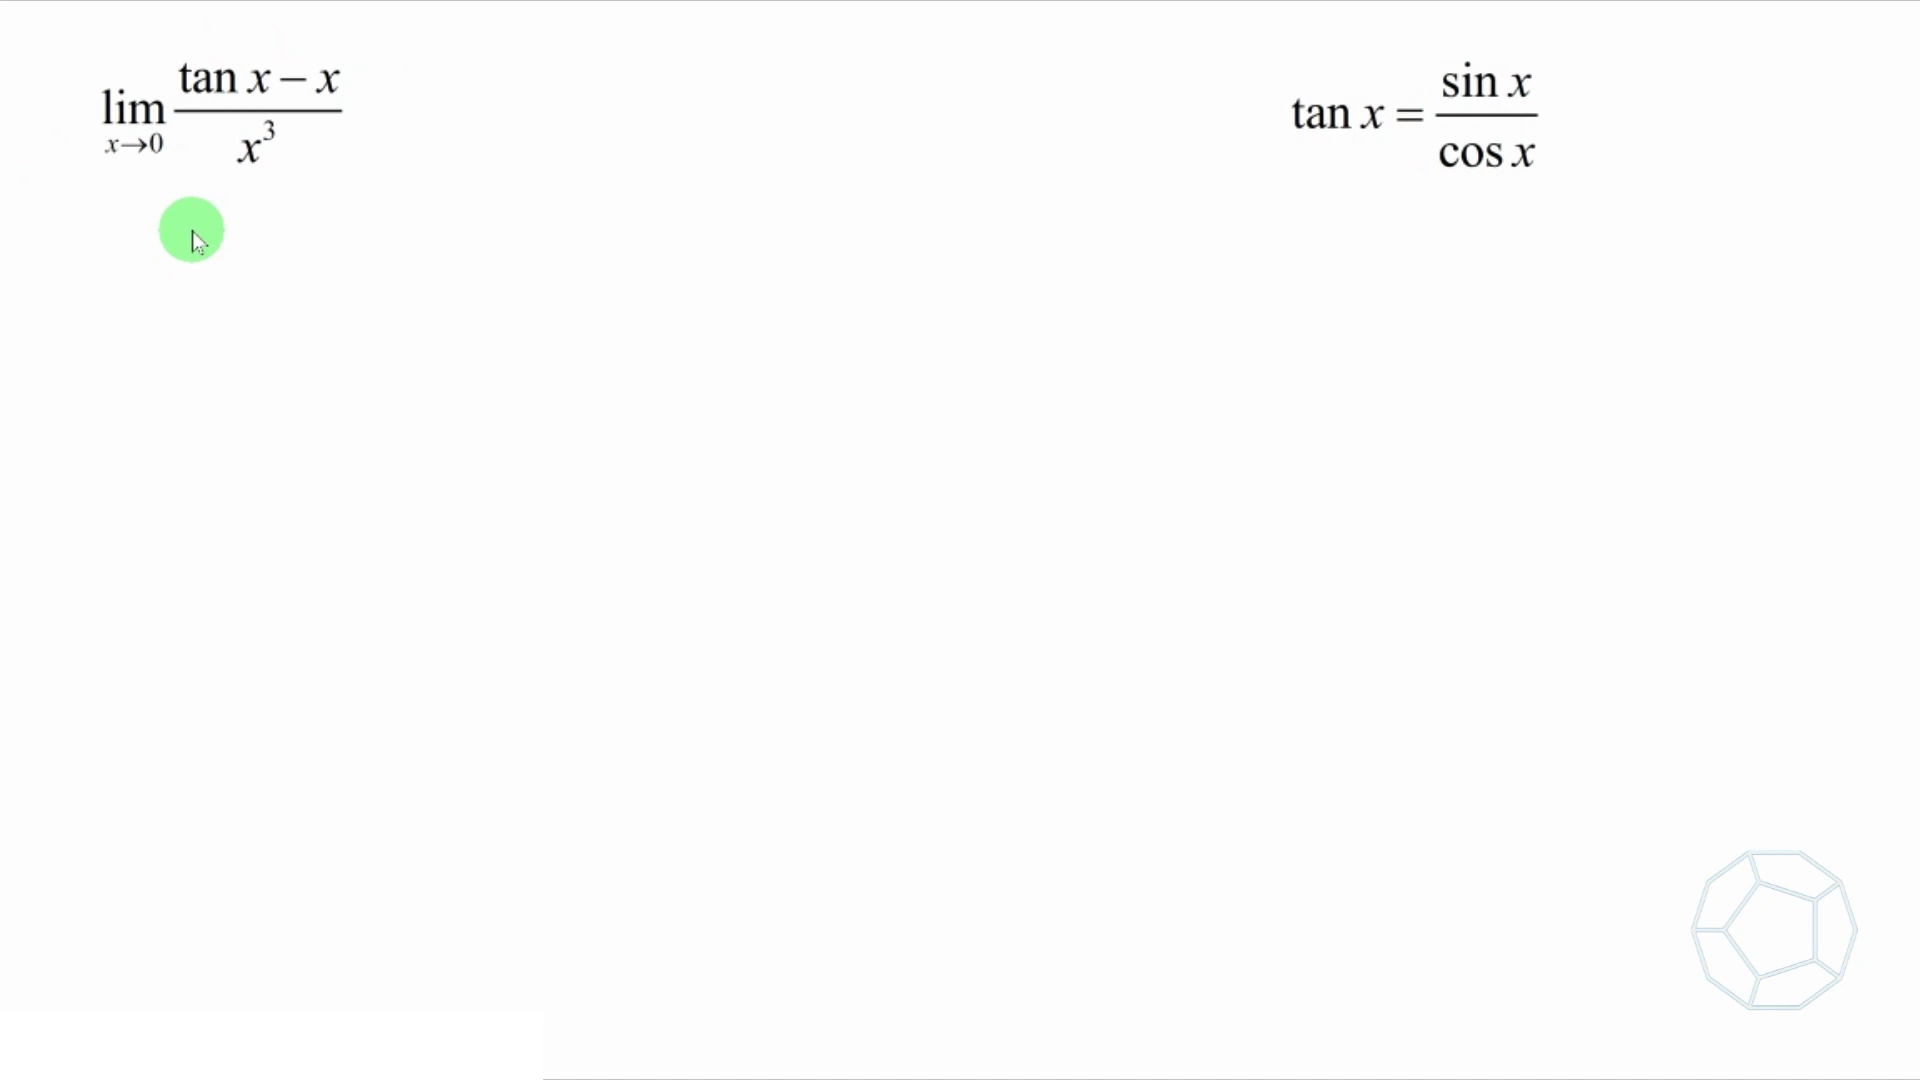 lim x→0 (tan x − x) / x³
tan x = sin x / cos x